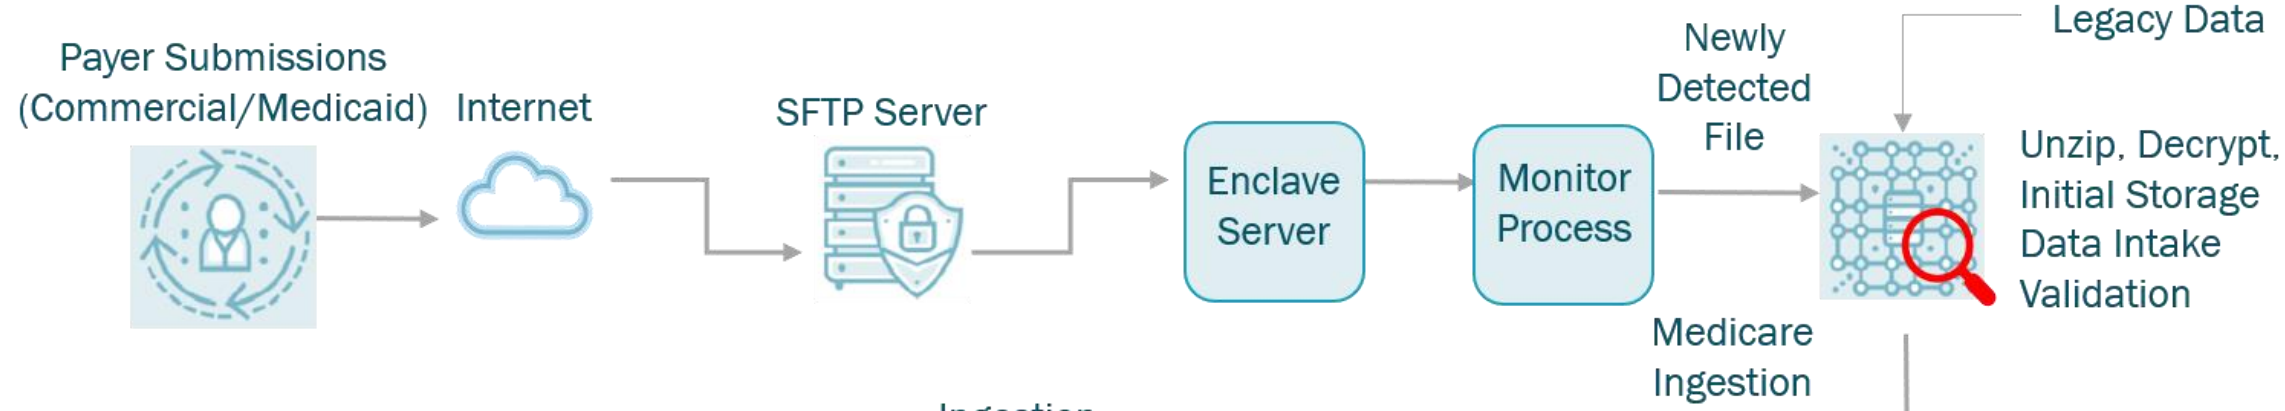 Payer Submissions
(Commercial/Medicaid)
Internet
SFTP Server
Enclave
Server
Monitor
Process
Newly
Detected
File
Legacy Data
Unzip, Decrypt,
Initial Storage
Data Intake
Validation
Medicare
Ingestion
Ingestion